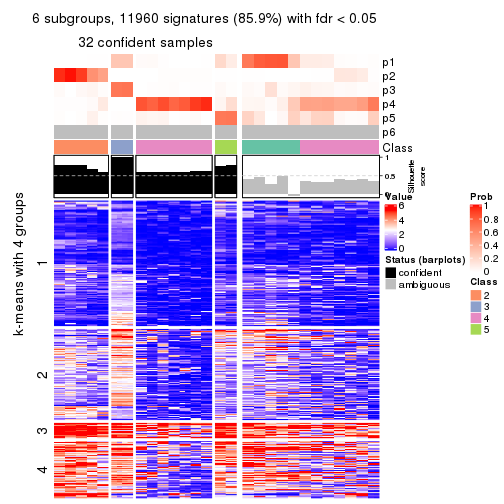 6 subgroups, 11960 signatures (85.9%) with fdr < 0.05
32 confident samples
p1
p2
p3
p4
p5
p6
Class
1
0.5
0
Silhouette
score
k-means with 4 groups
1
2
3
4
Value
6
4
2
0
Status (barplots)
confident
ambiguous
Prob
1
0.8
0.6
0.4
0.2
0
Class
2
3
4
5